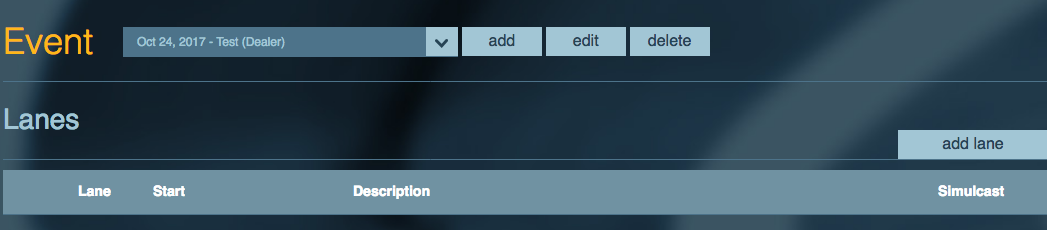 Event Oct 24, 2017 - Test (Dealer) add edit delete
Lanes
add lane
Lane Start Description Simulcast